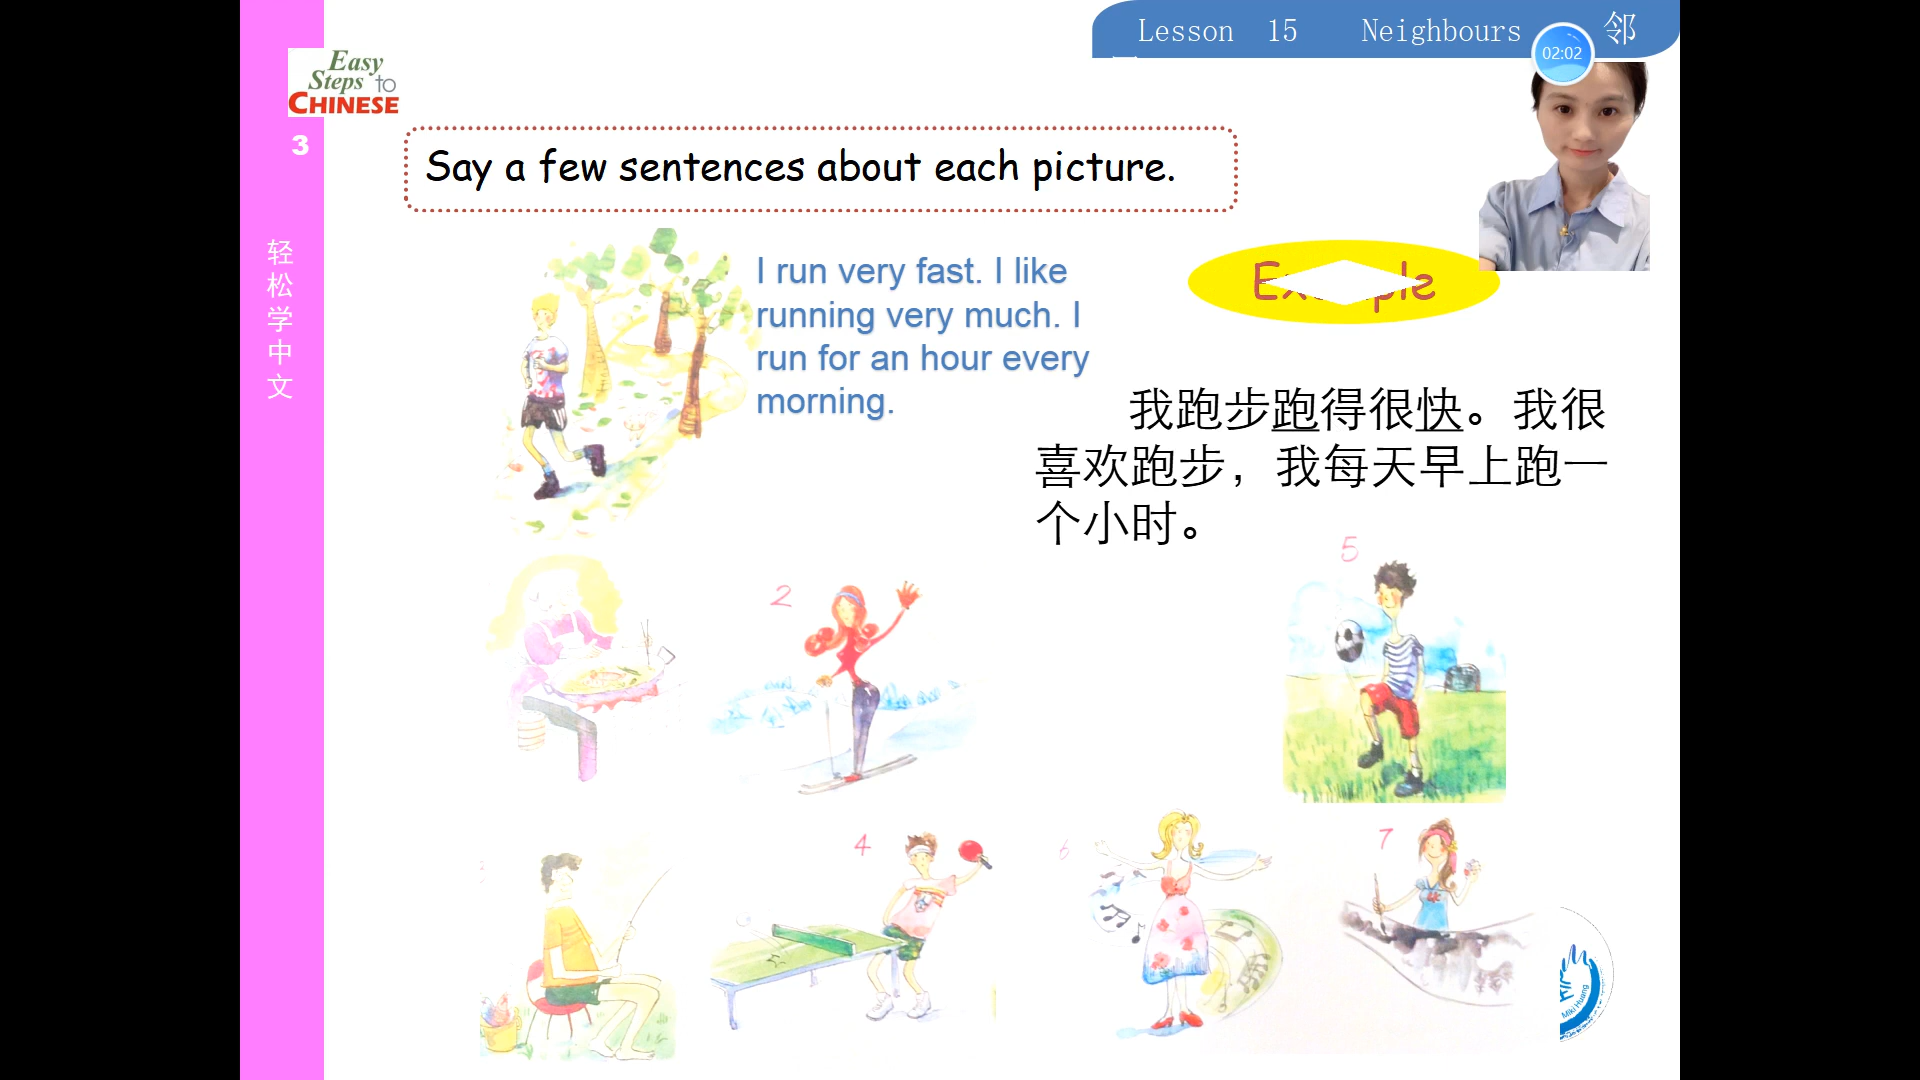 Lesson 15 Neighbours 邻
02:02
Easy
Steps to
CHINESE
3
轻松学中文
Say a few sentences about each picture.
I run very fast. I like
running very much. I
run for an hour every
morning.
我跑步跑得很快。我很
喜欢跑步，我每天早上跑一
个小时。
2
5
4
6
7
Miki Huang